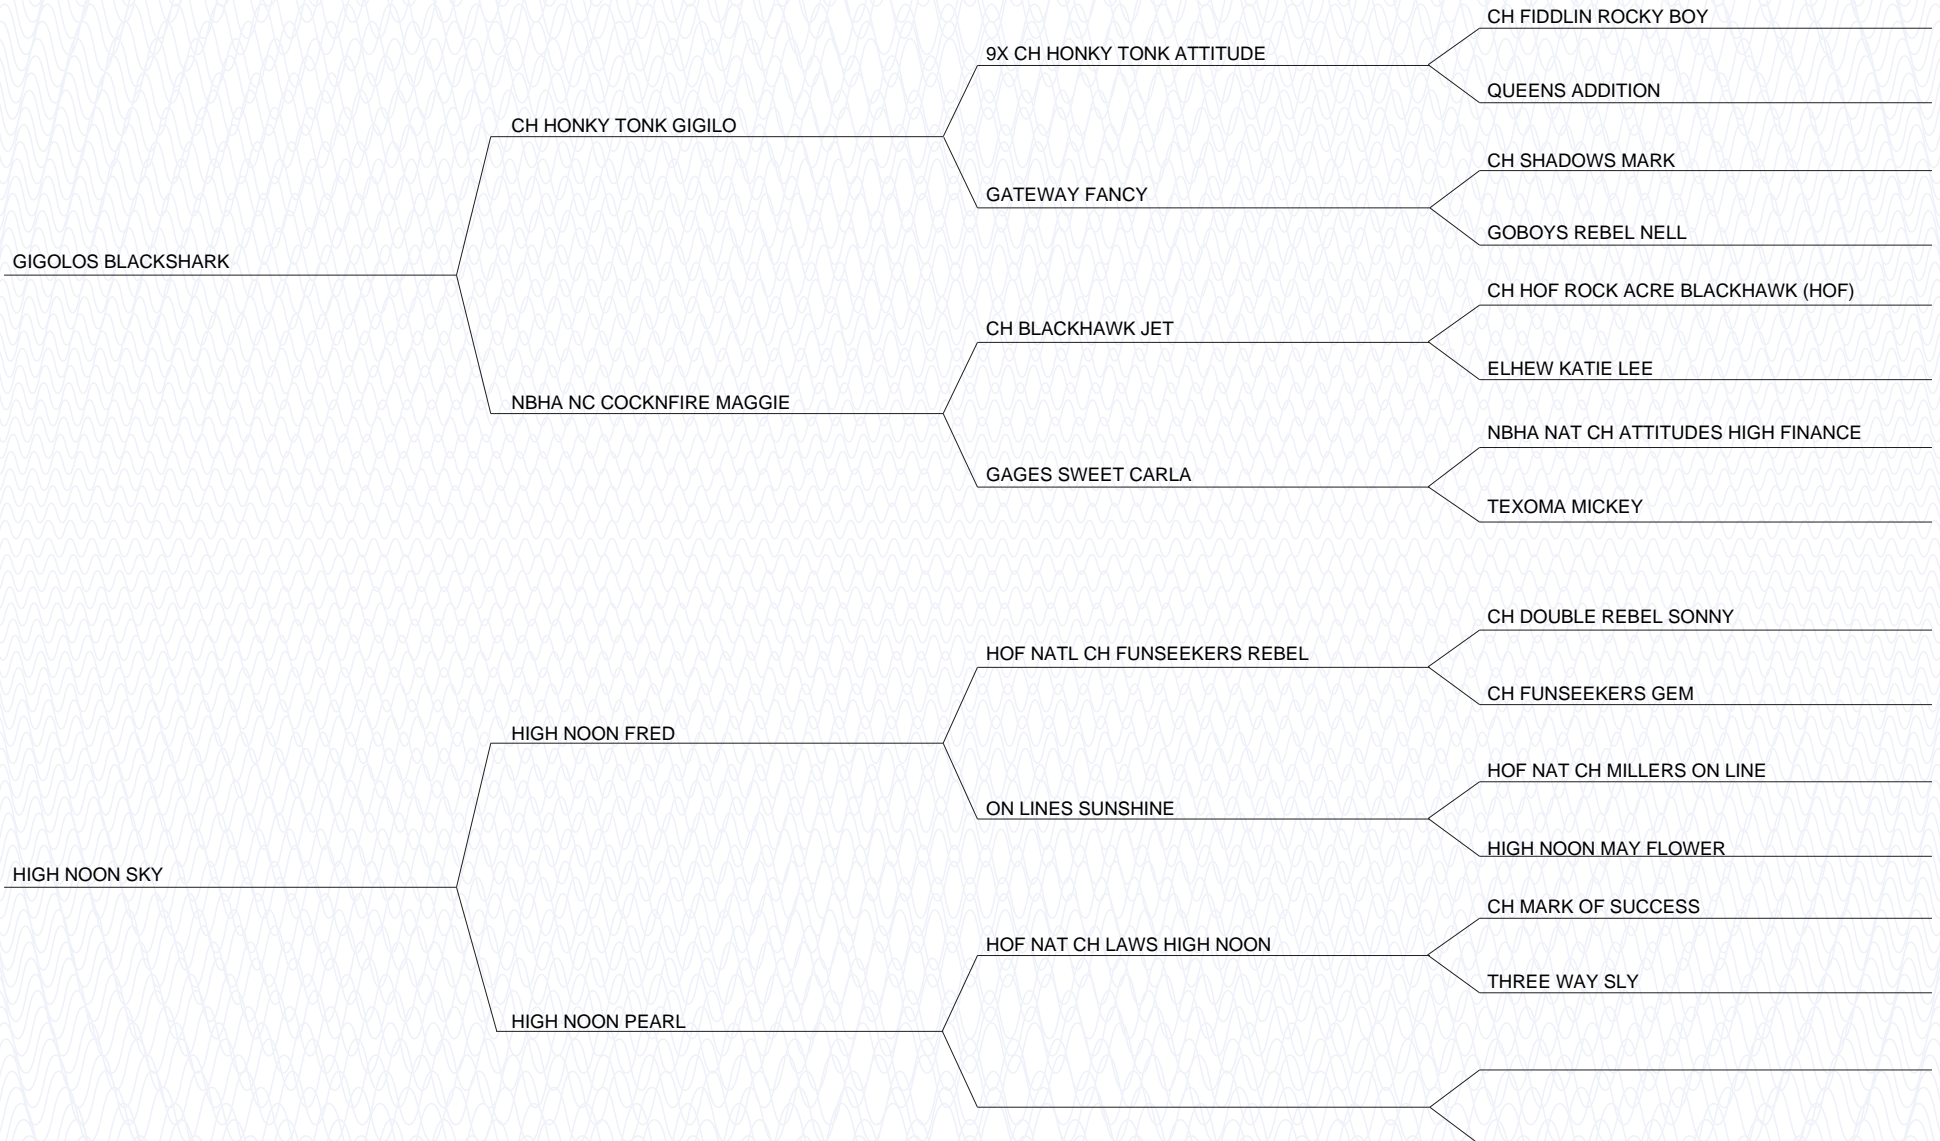 CH FIDDLIN ROCKY BOY
9X CH HONKY TONK ATTITUDE
QUEENS ADDITION
CH HONKY TONK GIGILO
CH SHADOWS MARK
GATEWAY FANCY
GOBOYS REBEL NELL
GIGOLOS BLACKSHARK
CH HOF ROCK ACRE BLACKHAWK (HOF)
CH BLACKHAWK JET
ELHEW KATIE LEE
NBHA NC COCKNFIRE MAGGIE
NBHA NAT CH ATTITUDES HIGH FINANCE
GAGES SWEET CARLA
TEXOMA MICKEY
CH DOUBLE REBEL SONNY
HOF NATL CH FUNSEEKERS REBEL
CH FUNSEEKERS GEM
HIGH NOON FRED
HOF NAT CH MILLERS ON LINE
ON LINES SUNSHINE
HIGH NOON MAY FLOWER
HIGH NOON SKY
CH MARK OF SUCCESS
HOF NAT CH LAWS HIGH NOON
THREE WAY SLY
HIGH NOON PEARL